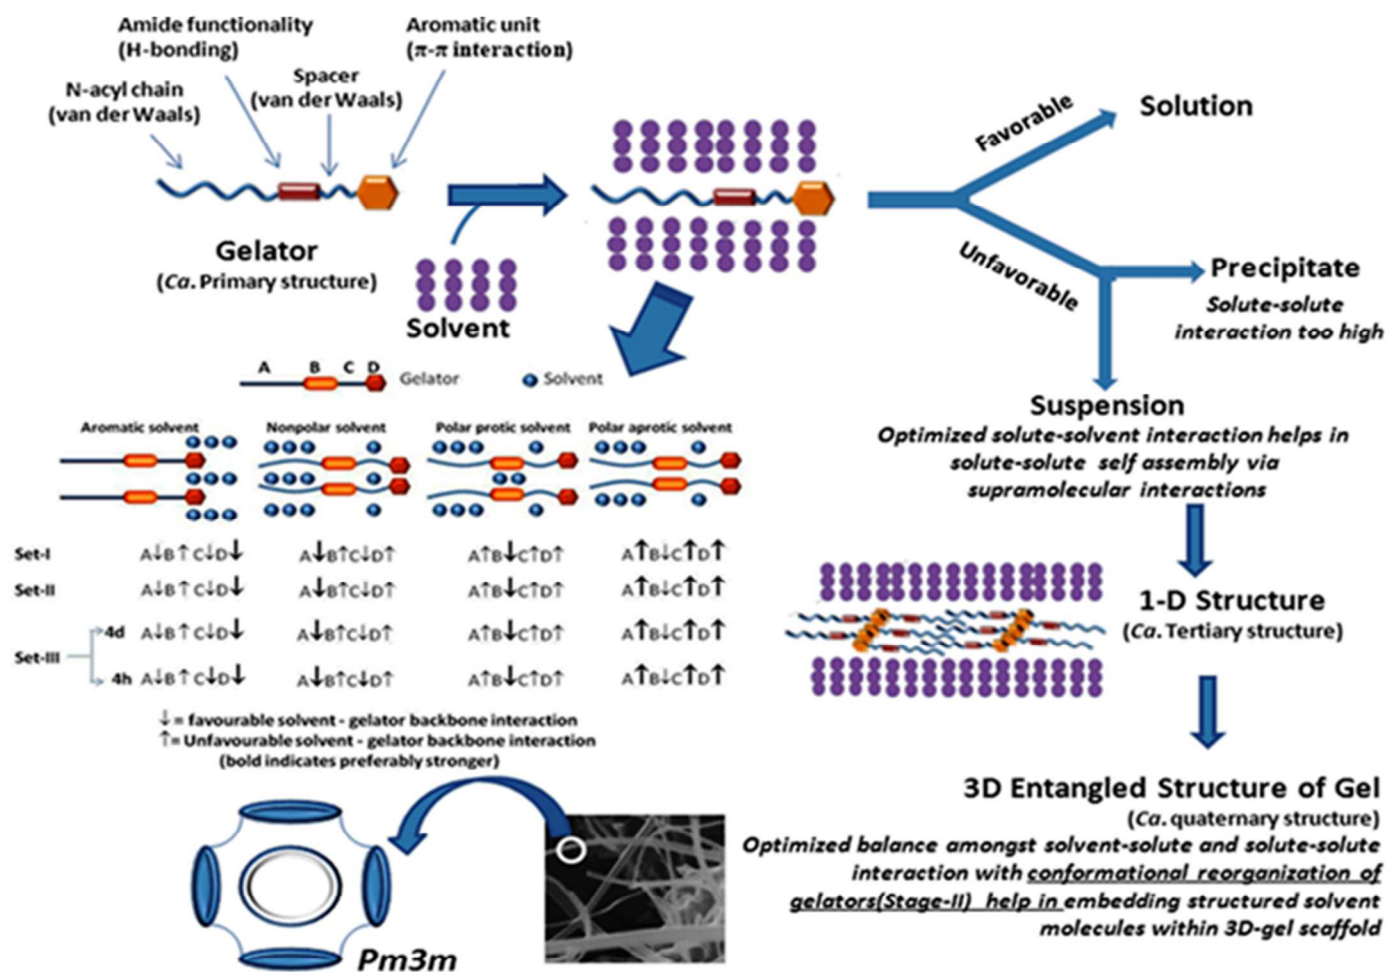 Amide functionality
(H-bonding)
Aromatic unit
(π-π interaction)
N-acyl chain
(van der Waals)
Spacer
(van der Waals)
Gelator
(Ca. Primary structure)
Solvent
Favorable
Solution
Unfavorable
Precipitate
Solute-solute
interaction too high
Suspension
Optimized solute-solvent interaction helps in
solute-solute self assembly via
supramolecular interactions
1-D Structure
(Ca. Tertiary structure)
3D Entangled Structure of Gel
(Ca. quaternary structure)
Optimized balance amongst solvent-solute and solute-solute
interaction with conformational reorganization of
gelators(Stage-II) help in embedding structured solvent
molecules within 3D-gel scaffold
A B C D
Gelator
Solvent
Aromatic solvent Nonpolar solvent Polar protic solvent Polar aprotic solvent
Set-I A↓B↑C↓D↓ A↓B↑C↓D↑ A↑B↓C↑D↑ A↑B↓C↑D↑
Set-II A↓B↑C↓D↓ A↓B↑C↓D↑ A↑B↓C↑D↑ A↑B↓C↑D↑
Set-III
4d A↓B↑C↓D↓ A↓B↑C↓D↑ A↑B↓C↑D↑ A↑B↓C↑D↑
4h A↓B↑C↓D↓ A↓B↑C↓D↑ A↑B↓C↑D↑ A↑B↓C↑D↑
↓= favourable solvent - gelator backbone interaction
↑= Unfavourable solvent - gelator backbone interaction
(bold indicates preferably stronger)
Pm3m